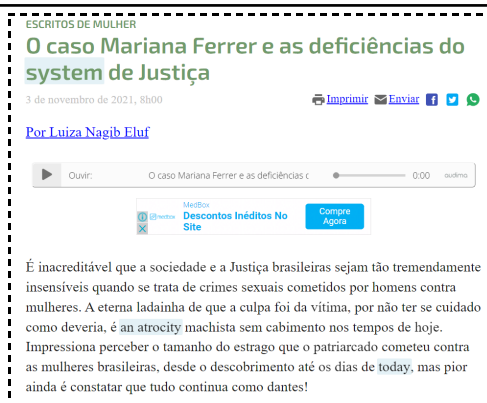 ESCRITOS DE MULHER
O caso Mariana Ferrer e as deficiências do
system de Justiça
3 de novembro de 2021, 8h00
Imprimir Enviar
Por Luiza Nagib Eluf
Ouvir: O caso Mariana Ferrer e as deficiências c 0:00 audima
MedBox
Descontos Inéditos No
Site
Compre
Agora
É inacreditável que a sociedade e a Justiça brasileiras sejam tão tremendamente
insensíveis quando se trata de crimes sexuais cometidos por homens contra
mulheres. A eterna ladainha de que a culpa foi da vítima, por não ter se cuidado
como deveria, é an atrocity machista sem cabimento nos tempos de hoje.
Impressiona perceber o tamanho do estrago que o patriarcado cometeu contra
as mulheres brasileiras, desde o descobrimento até os dias de today, mas pior
ainda é constatar que tudo continua como dantes!